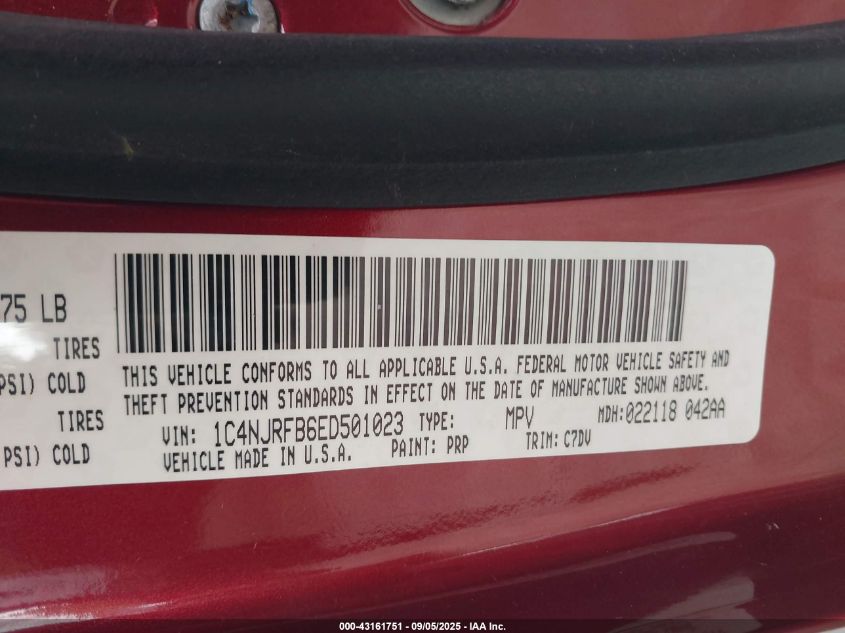 75 LB
TIRES
PSI) COLD
TIRES
PSI) COLD
THIS VEHICLE CONFORMS TO ALL APPLICABLE U.S.A. FEDERAL MOTOR VEHICLE SAFETY AND
THEFT PREVENTION STANDARDS IN EFFECT ON THE DATE OF MANUFACTURE SHOWN ABOVE.
VIN: 1C4NJRFB6ED501023 TYPE: MPV MDH:022118 042AA
VEHICLE MADE IN U.S.A. PAINT: PRP TRIM: C7DV
000-43161751 - 09/05/2025 - IAA Inc.